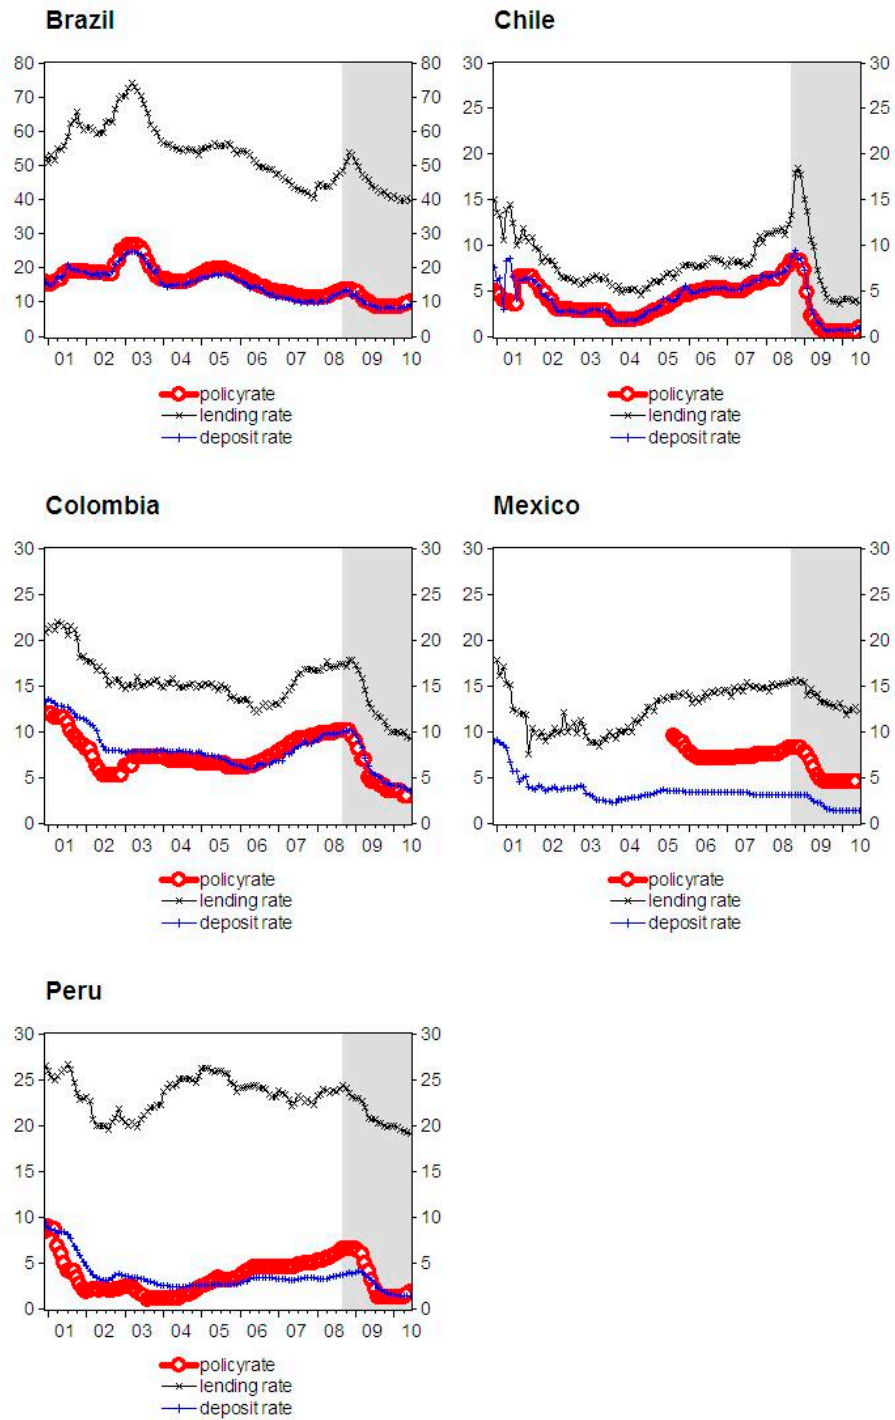 Brazil
80 80
70 70
60 60
50 50
40 40
30 30
20 20
10 10
0 0
01 02 03 04 05 06 07 08 09 10
policyrate
lending rate
deposit rate
Chile
30 30
25 25
20 20
15 15
10 10
5 5
0 0
01 02 03 04 05 06 07 08 09 10
policyrate
lending rate
deposit rate
Colombia
30 30
25 25
20 20
15 15
10 10
5 5
0 0
01 02 03 04 05 06 07 08 09 10
policyrate
lending rate
deposit rate
Mexico
30 30
25 25
20 20
15 15
10 10
5 5
0 0
01 02 03 04 05 06 07 08 09 10
policyrate
lending rate
deposit rate
Peru
30 30
25 25
20 20
15 15
10 10
5 5
0 0
01 02 03 04 05 06 07 08 09 10
policyrate
lending rate
deposit rate